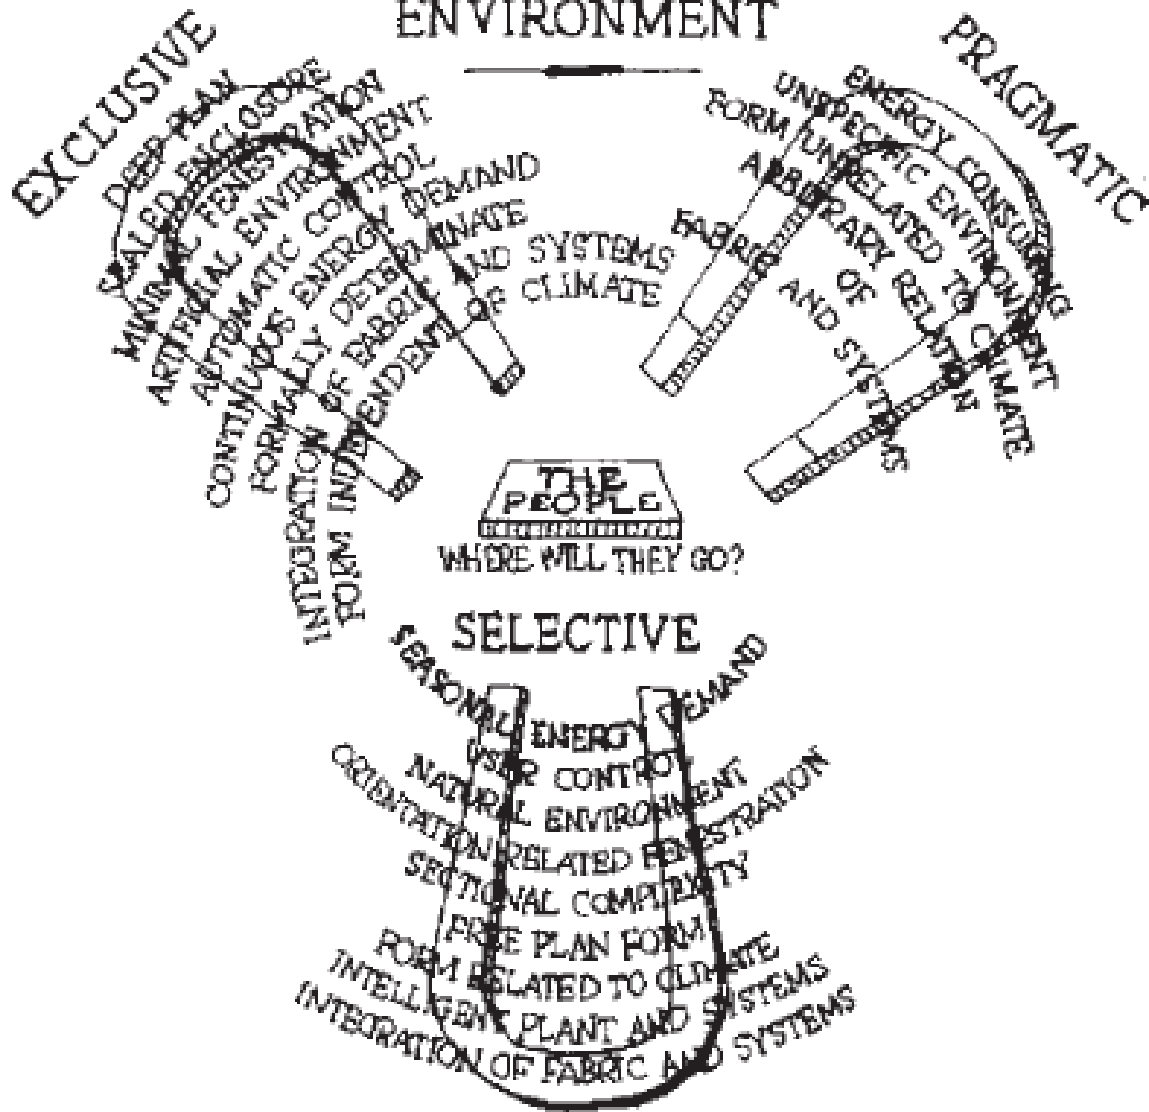 ENVIRONMENT
EXCLUSIVE
DEEP PLAN
SEALED ENCLOSURE
MINIMAL FENESTRATION
ARTIFICIAL ENVIRONMENT
AUTOMATIC CONTROL
CONTINUOUS ENERGY DEMAND
FORMALLY DETERMINATE
INTEGRATION OF FABRIC AND SYSTEMS
FORM INDEPENDENT OF CLIMATE
PRAGMATIC
ENERGY CONSUMING
UNSPECIFIC ENVIRONMENT
FORM UNRELATED TO CLIMATE
ARBITRARY RELATION
OF
FABRIC AND SYSTEMS
THE
PEOPLE
WHERE WILL THEY GO?
SELECTIVE
SEASONAL ENERGY DEMAND
USER CONTROL
NATURAL ENVIRONMENT
ORIENTATION RELATED FENESTRATION
SECTIONAL COMPLEXITY
FREE PLAN FORM
FORM RELATED TO CLIMATE
INTELLIGENT PLANT AND SYSTEMS
INTEGRATION OF FABRIC AND SYSTEMS